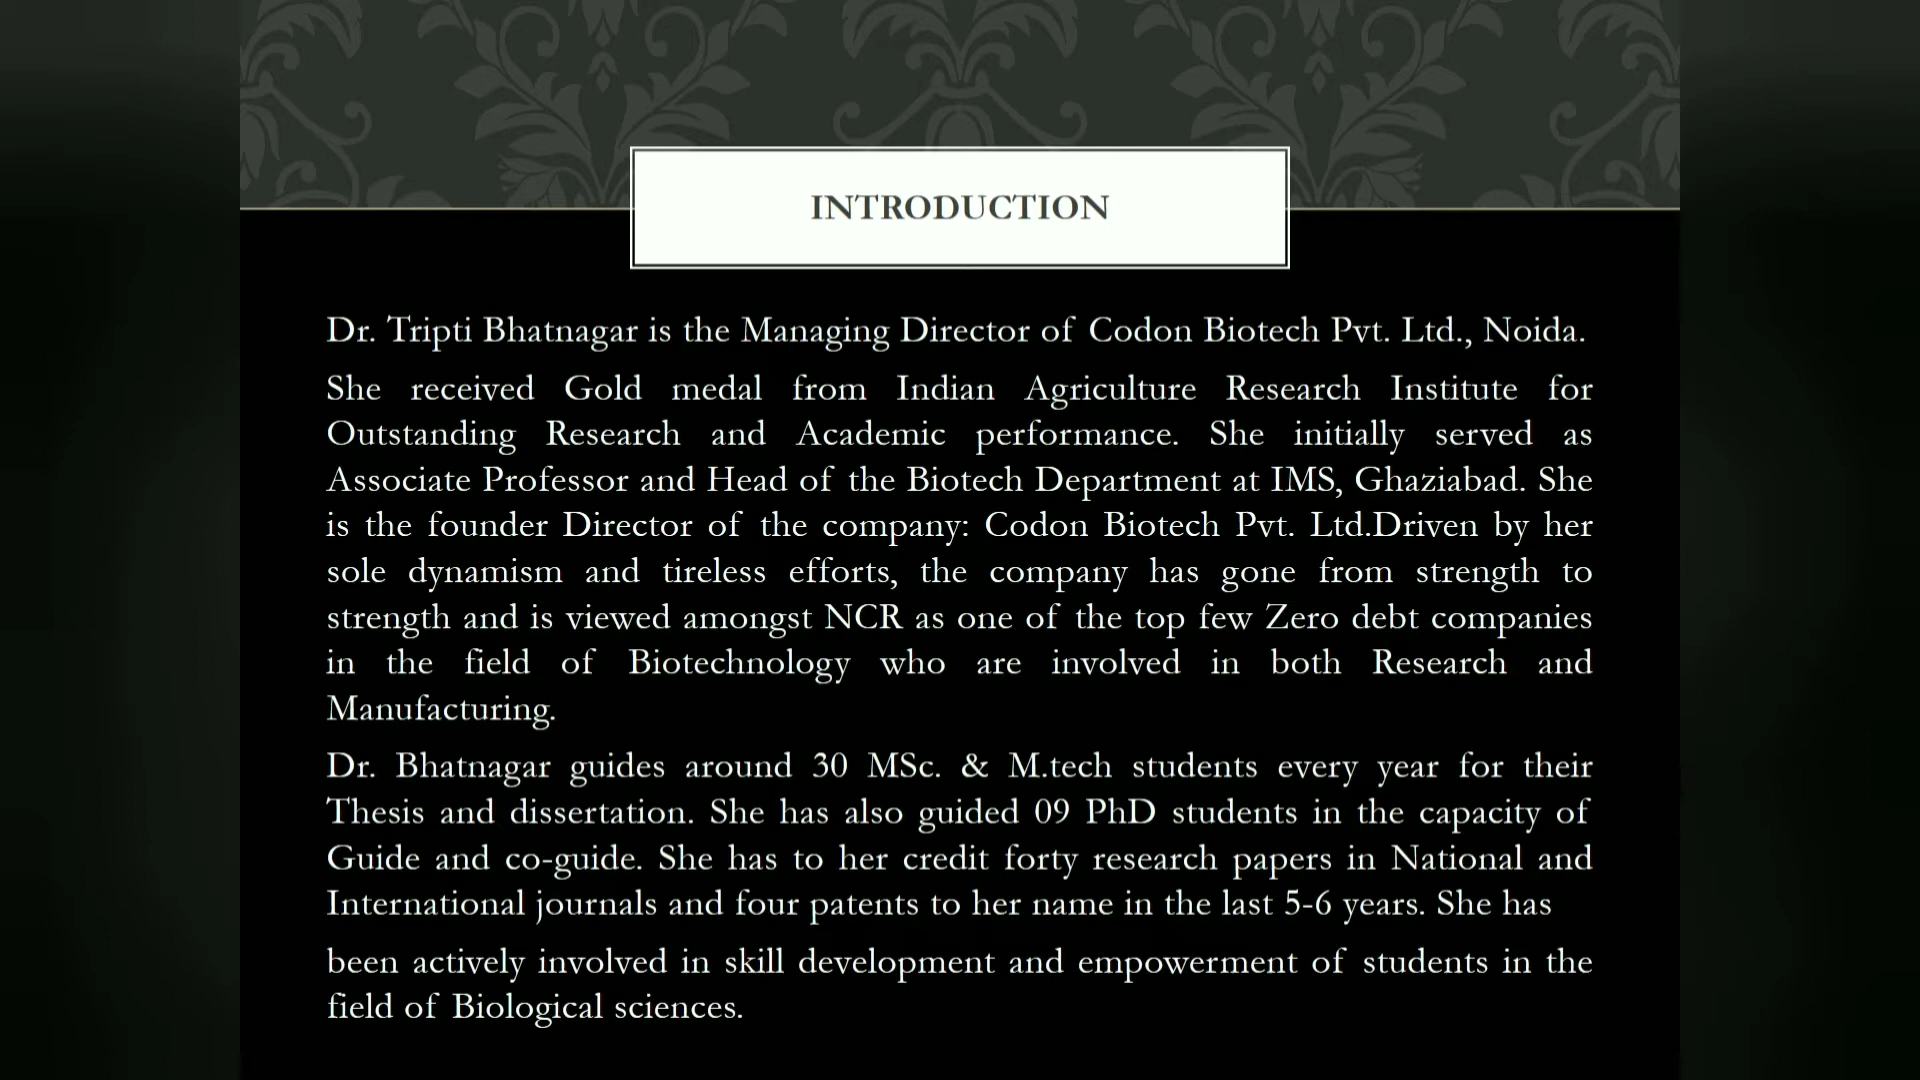 INTRODUCTION
Dr. Tripti Bhatnagar is the Managing Director of Codon Biotech Pvt. Ltd., Noida.
She received Gold medal from Indian Agriculture Research Institute for
Outstanding Research and Academic performance. She initially served as
Associate Professor and Head of the Biotech Department at IMS, Ghaziabad. She
is the founder Director of the company: Codon Biotech Pvt. Ltd.Driven by her
sole dynamism and tireless efforts, the company has gone from strength to
strength and is viewed amongst NCR as one of the top few Zero debt companies
in the field of Biotechnology who are involved in both Research and
Manufacturing.
Dr. Bhatnagar guides around 30 MSc. & M.tech students every year for their
Thesis and dissertation. She has also guided 09 PhD students in the capacity of
Guide and co-guide. She has to her credit forty research papers in National and
International journals and four patents to her name in the last 5-6 years. She has
been actively involved in skill development and empowerment of students in the
field of Biological sciences.